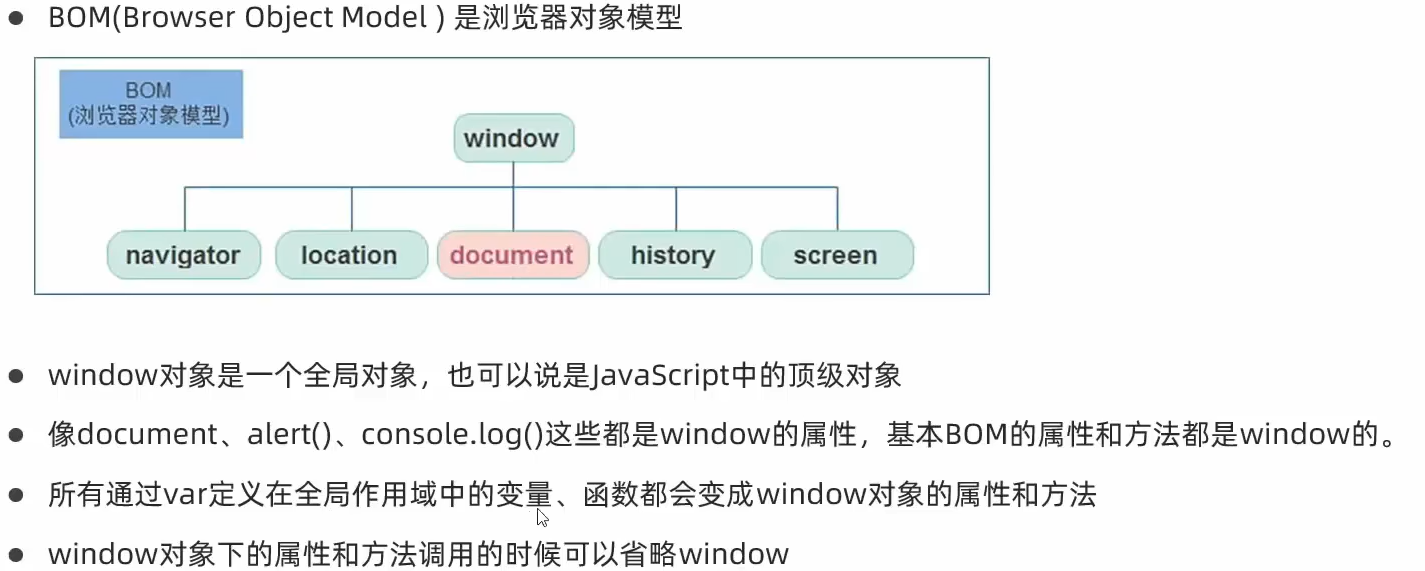 BOM(Browser Object Model ) 是浏览器对象模型
BOM
(浏览器对象模型)
window
navigator
location
document
history
screen
window对象是一个全局对象，也可以说是JavaScript中的顶级对象
像document、alert()、console.log()这些都是window的属性，基本BOM的属性和方法都是window的。
所有通过var定义在全局作用域中的变量、函数都会变成window对象的属性和方法
window对象下的属性和方法调用的时候可以省略window